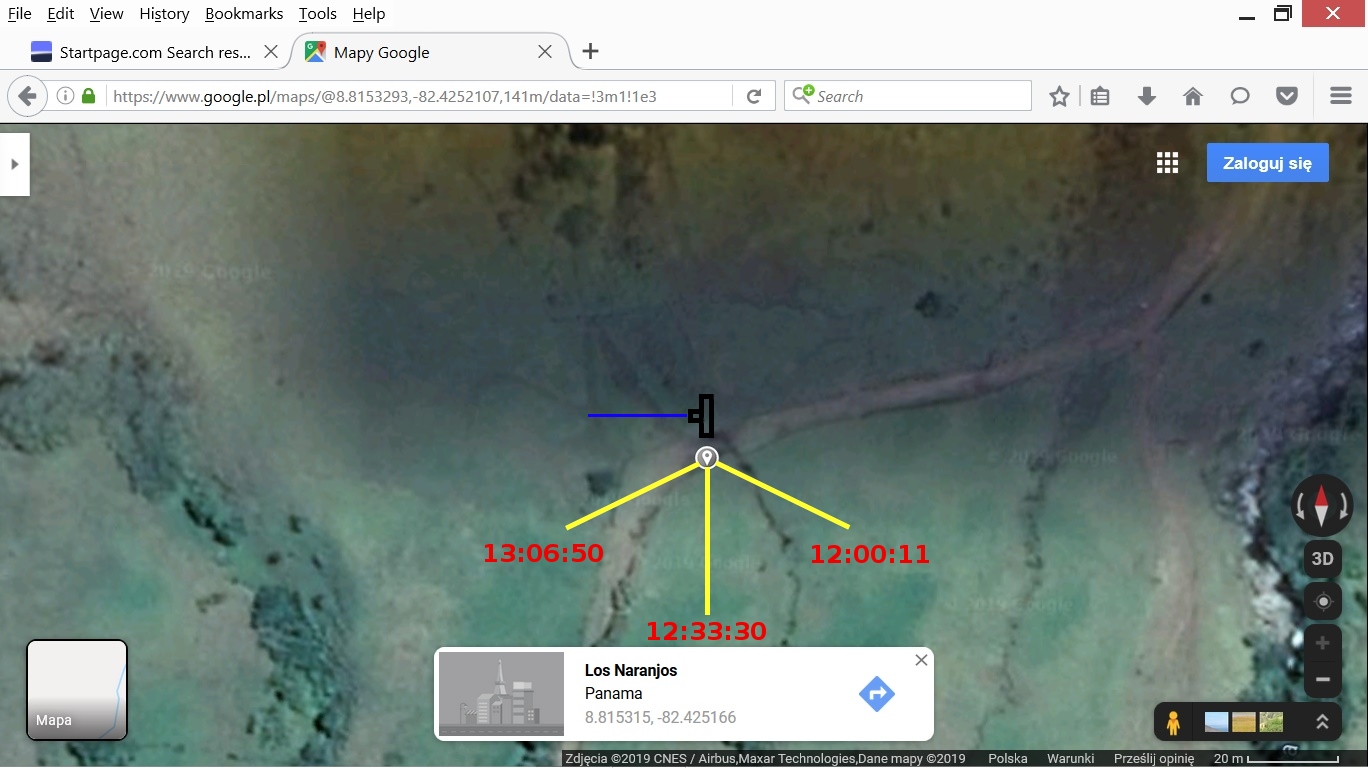 File Edit View History Bookmarks Tools Help
Startpage.com Search res...
Mapy Google
https://www.google.pl/maps/@8.8153293,-82.4252107,141m/data=!3m1!1e3
Search
Zaloguj się
© 2019 Google
© 2019 Google
13:06:50
12:00:11
12:33:30
© 2019 Google
3D
Los Naranjos
Panama
8.815315, -82.425166
Mapa
Zdjęcia ©2019 CNES / Airbus,Maxar Technologies,Dane mapy ©2019 Polska Warunki Prześlij opinię 20 m